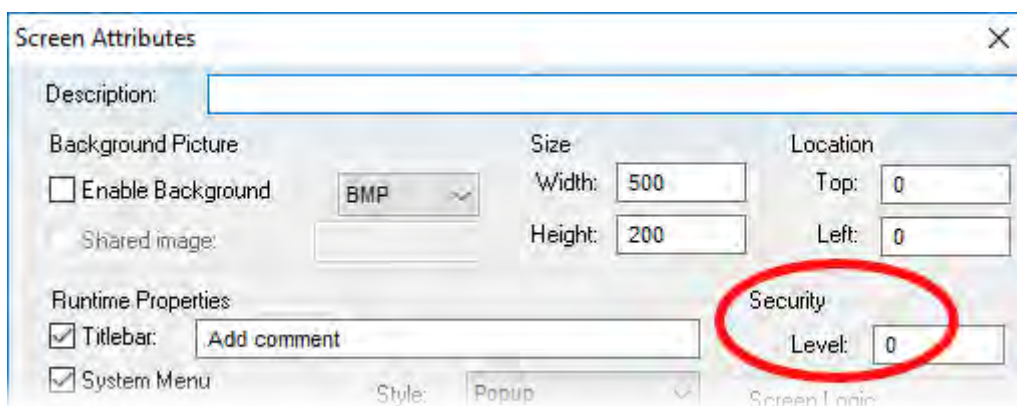 Screen Attributes
Description:
Background Picture
Size
Location
Enable Background
BMP
Width: 500
Top: 0
Shared image:
Height: 200
Left: 0
Runtime Properties
Security
Titlebar: Add comment
Level: 0
System Menu
Style: Popup
Screen Logic